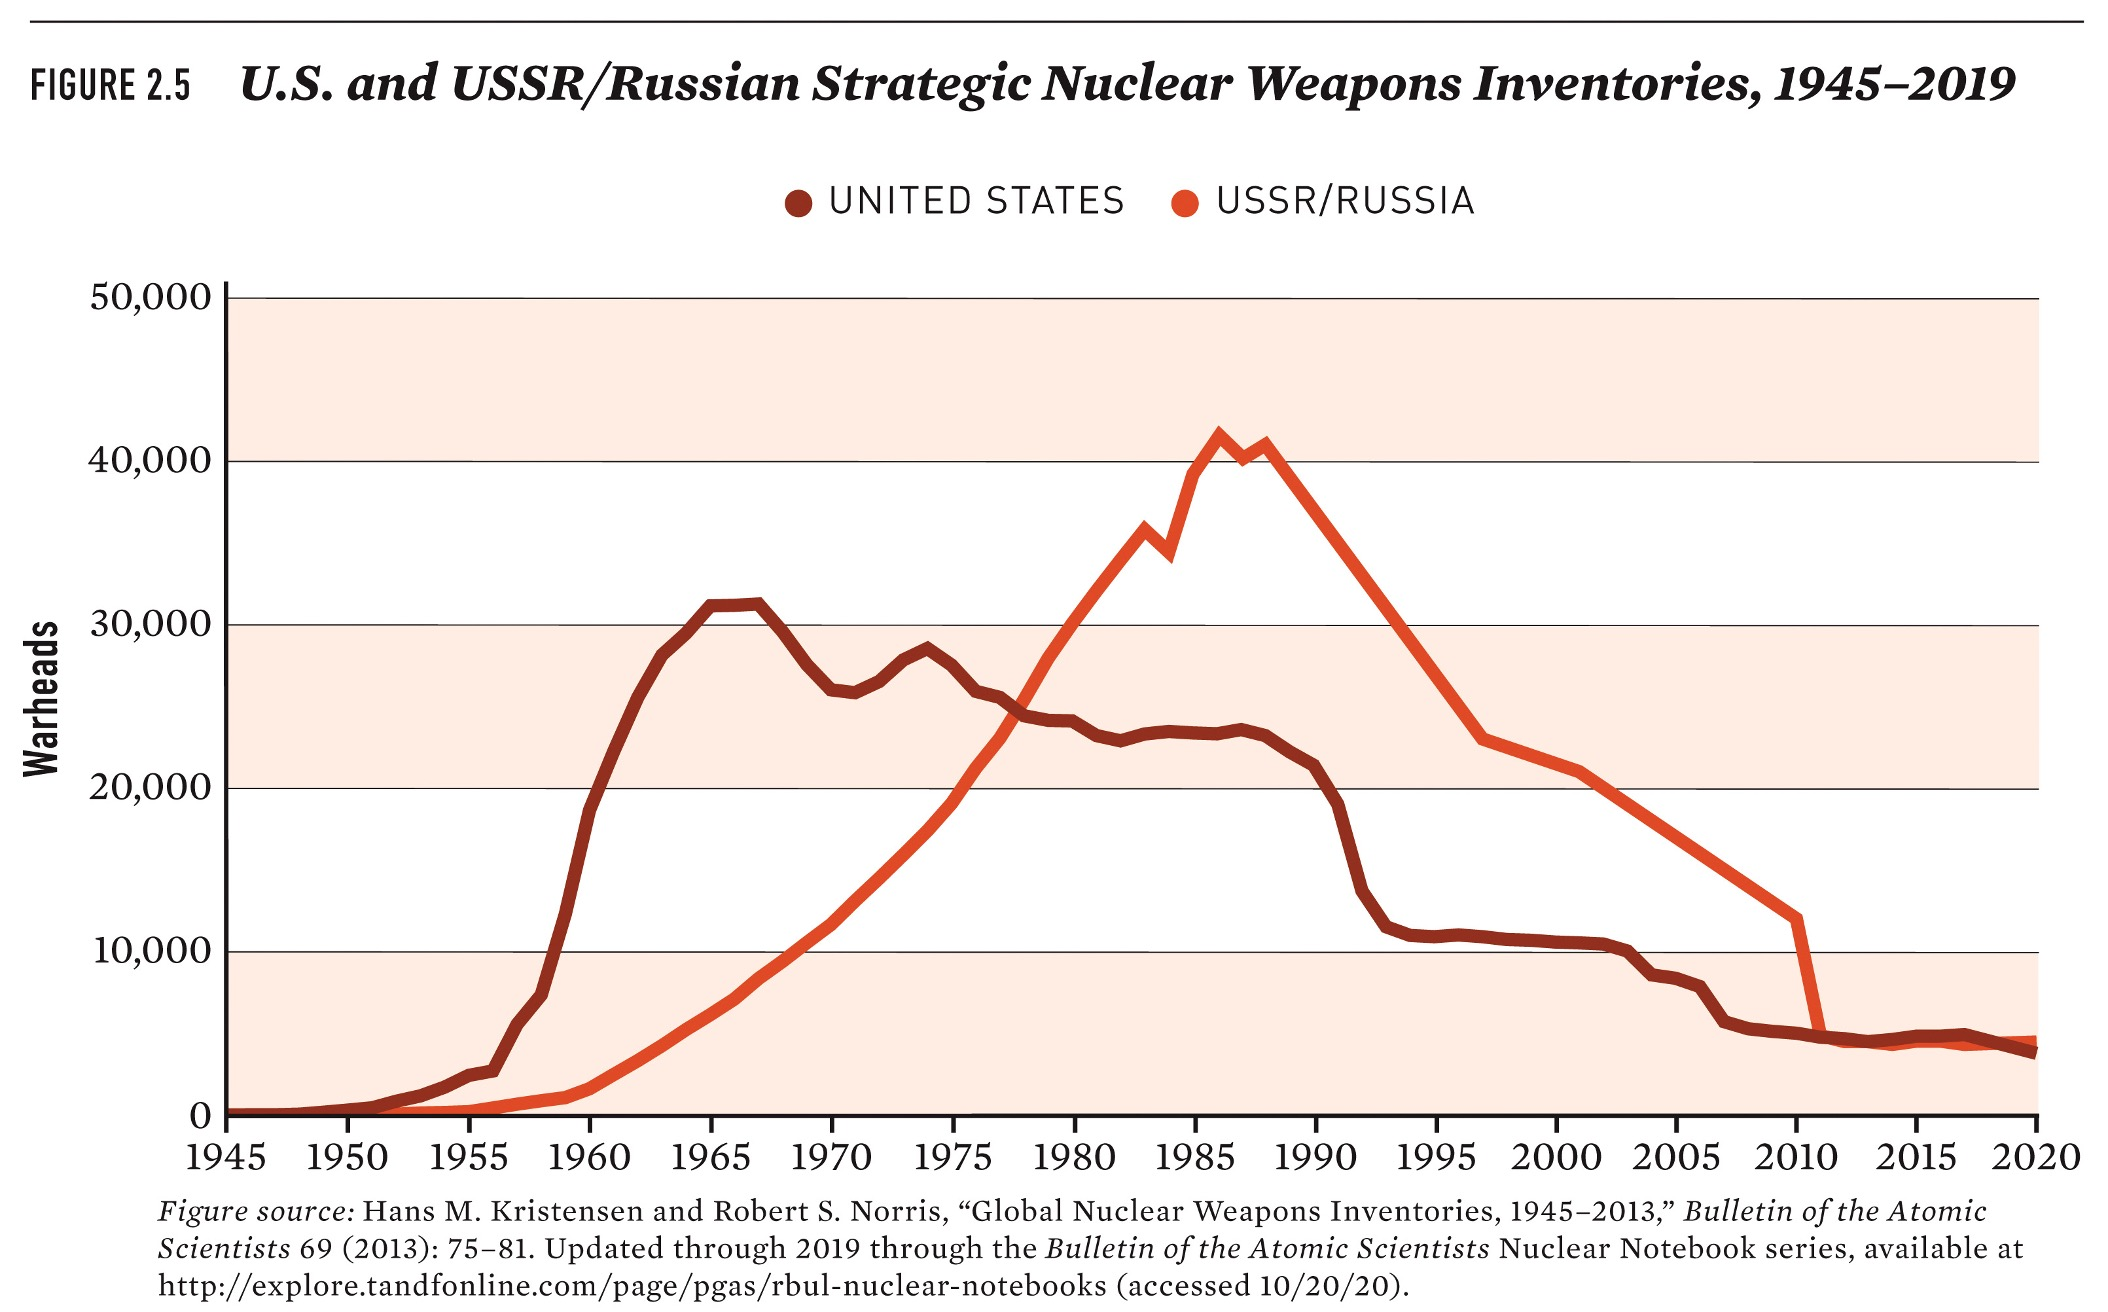 FIGURE 2.5 U.S. and USSR/Russian Strategic Nuclear Weapons Inventories, 1945–2019
UNITED STATES USSR/RUSSIA
Warheads
50,000
40,000
30,000
20,000
10,000
0
1945 1950 1955 1960 1965 1970 1975 1980 1985 1990 1995 2000 2005 2010 2015 2020
Figure source: Hans M. Kristensen and Robert S. Norris, “Global Nuclear Weapons Inventories, 1945–2013,” Bulletin of the Atomic
Scientists 69 (2013): 75–81. Updated through 2019 through the Bulletin of the Atomic Scientists Nuclear Notebook series, available at
http://explore.tandfonline.com/page/pgas/rbul-nuclear-notebooks (accessed 10/20/20).